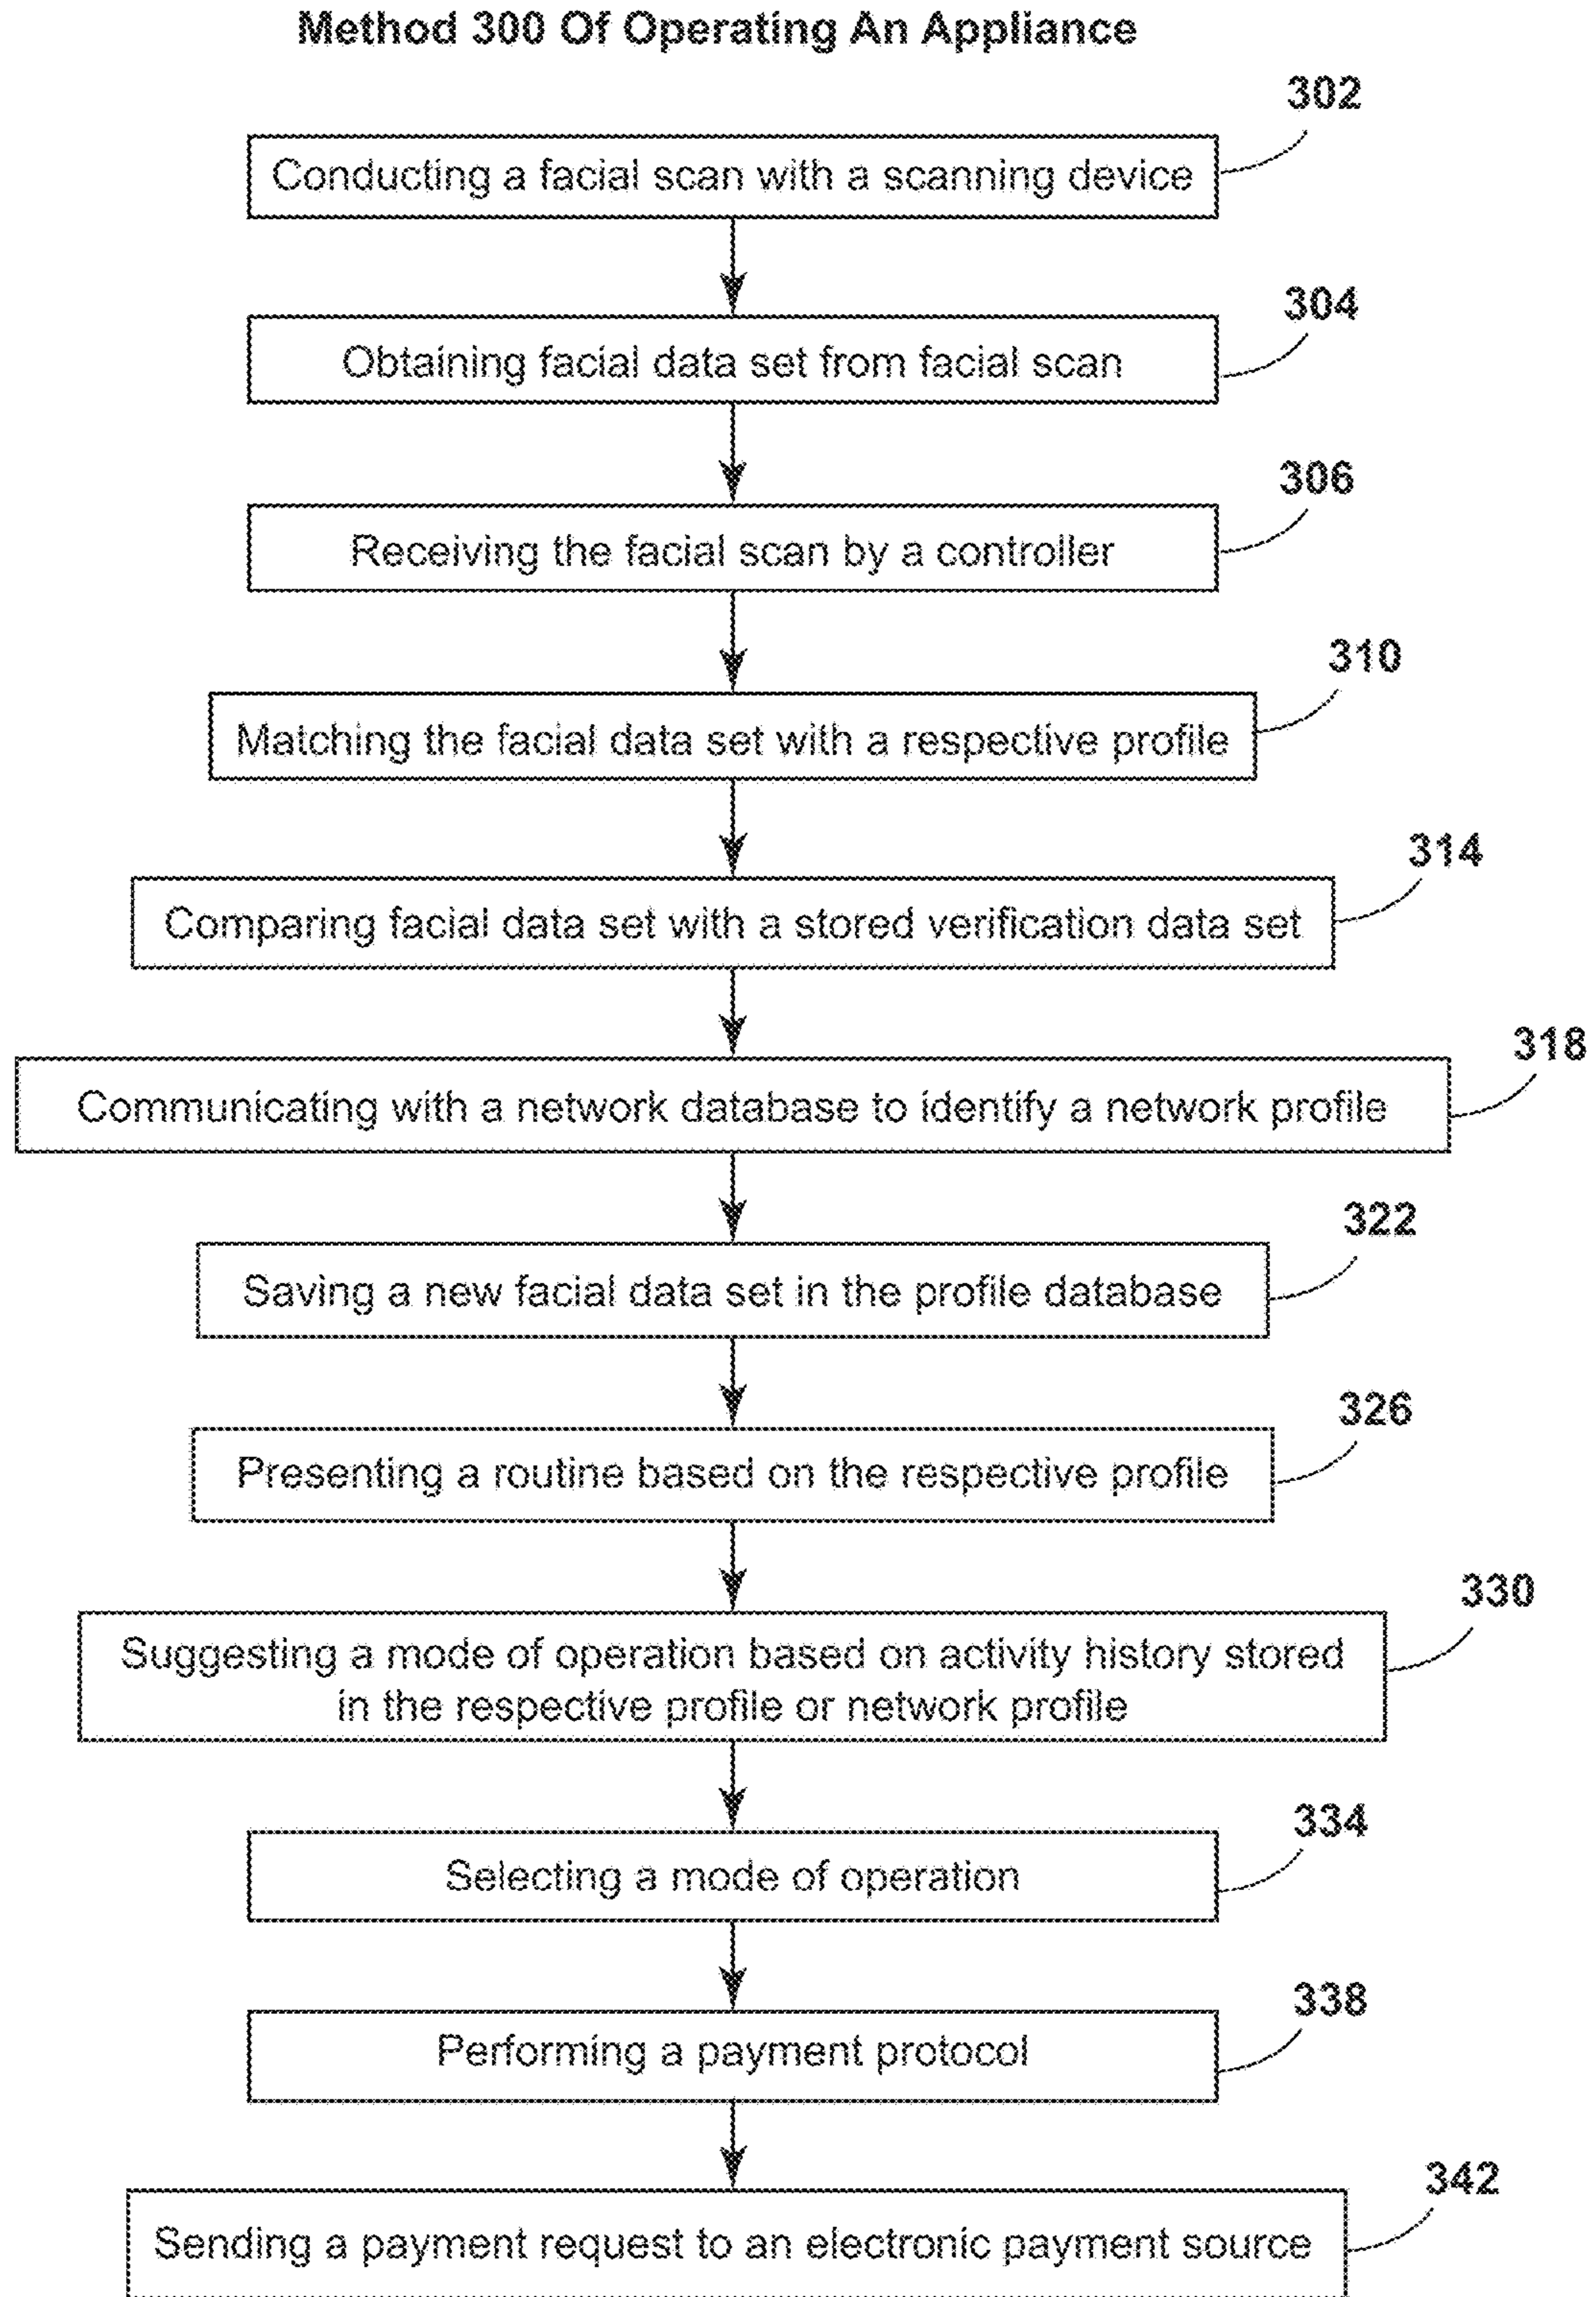 Method 300 Of Operating An Appliance
302
Conducting a facial scan with a scanning device
304
Obtaining facial data set from facial scan
306
Receiving the facial scan by a controller
310
Matching the facial data set with a respective profile
314
Comparing facial data set with a stored verification data set
318
Communicating with a network database to identify a network profile
322
Saving a new facial data set in the profile database
326
Presenting a routine based on the respective profile
330
Suggesting a mode of operation based on activity history stored
in the respective profile or network profile
334
Selecting a mode of operation
338
Performing a payment protocol
342
Sending a payment request to an electronic payment source